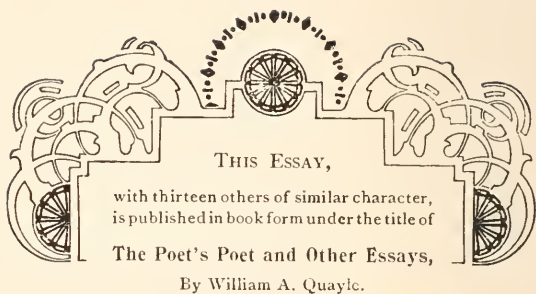 THIS ESSAY,
with thirteen others of similar character,
is published in book form under the title of
The Poet's Poet and Other Essays,
By William A. Quayle.